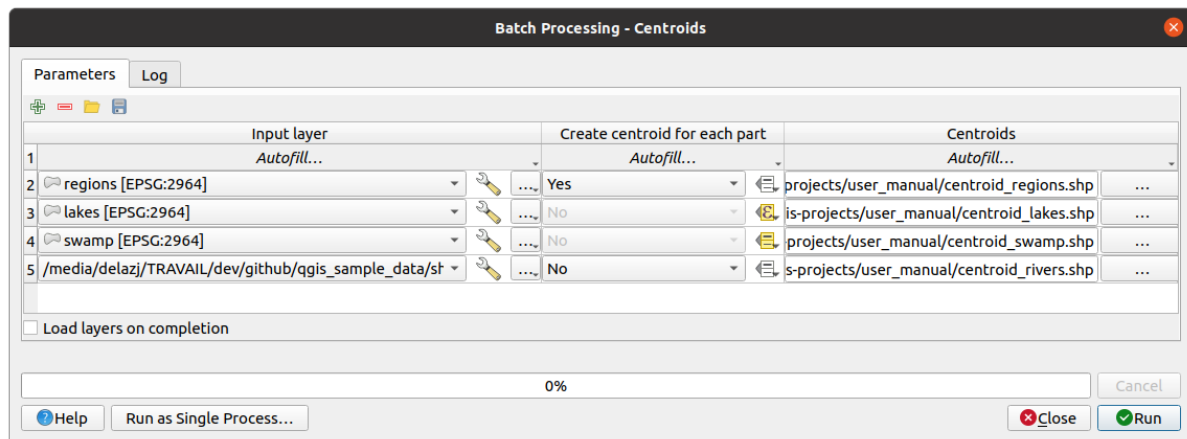 Batch Processing - Centroids
Parameters Log
Input layer Create centroid for each part Centroids
1 Autofill... Autofill... Autofill...
2 regions [EPSG:2964] ... Yes projects/user_manual/centroid_regions.shp ...
3 lakes [EPSG:2964] ... No is-projects/user_manual/centroid_lakes.shp ...
4 swamp [EPSG:2964] ... No -projects/user_manual/centroid_swamp.shp ...
5 /media/delazj/TRAVAIL/dev/github/qgis_sample_data/sh ... No s-projects/user_manual/centroid_rivers.shp ...
Load layers on completion
0% Cancel
Help Run as Single Process... Close Run